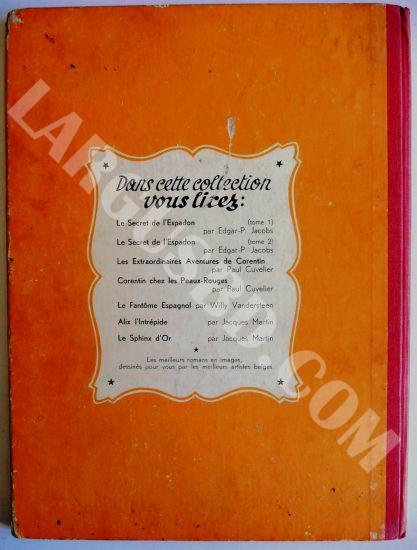 Dans cette collection
vous lirez:
Le Secret de l'Espadon (tome 1)
par Edgar-P. Jacobs
Le Secret de l'Espadon (tome 2)
par Edgar-P. Jacobs
Les Extraordinaires Aventures de Corentin
par Paul Cuvelier
Corentin chez les Peaux-Rouges
par Paul Cuvelier
Le Fantôme Espagnol par Willy Vandersteen
Alix l'Intrépide par Jacques Martin
Le Sphinx d'Or par Jacques Martin
Les meilleurs romans en images,
dessinés pour vous par les meilleurs artistes belges.